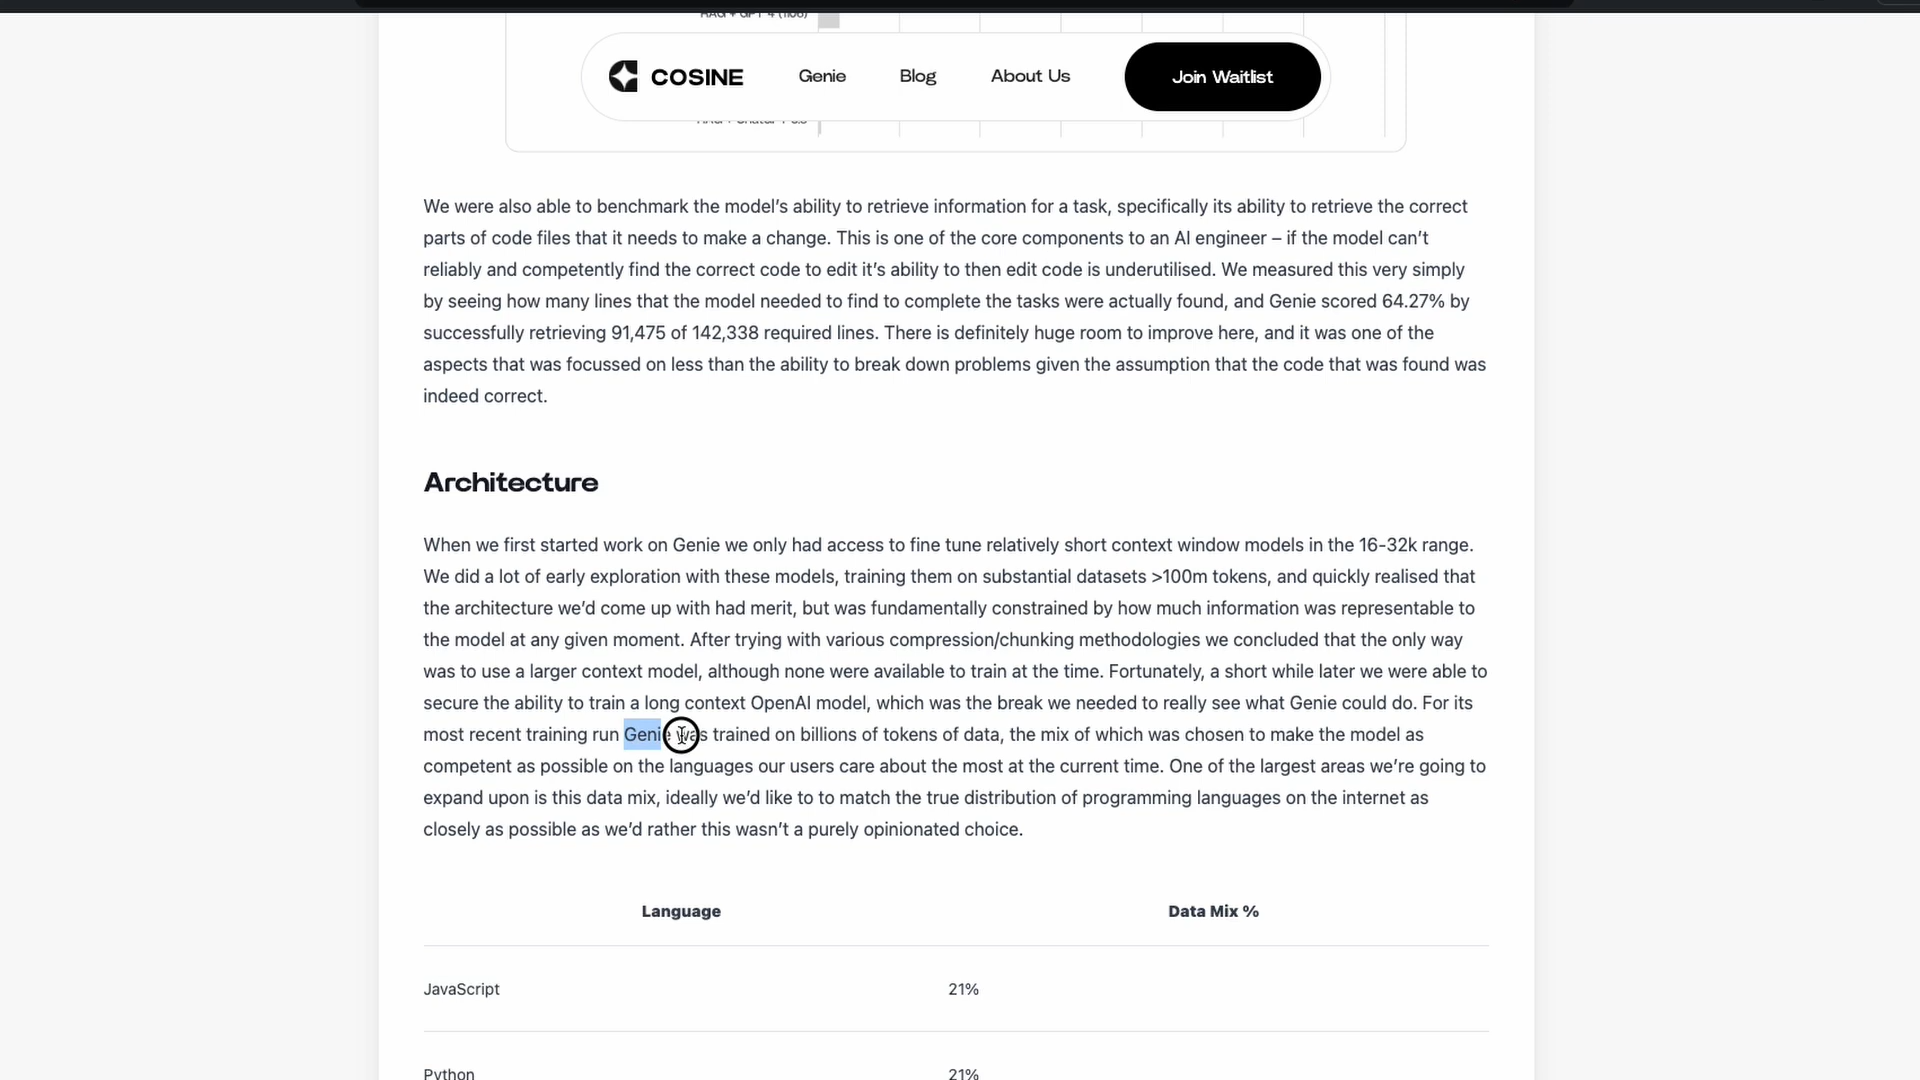 COSINE
Genie
Blog
About Us
Join Waitlist
We were also able to benchmark the model’s ability to retrieve information for a task, specifically its ability to retrieve the correct
parts of code files that it needs to make a change. This is one of the core components to an AI engineer – if the model can’t
reliably and competently find the correct code to edit it’s ability to then edit code is underutilised. We measured this very simply
by seeing how many lines that the model needed to find to complete the tasks were actually found, and Genie scored 64.27% by
successfully retrieving 91,475 of 142,338 required lines. There is definitely huge room to improve here, and it was one of the
aspects that was focussed on less than the ability to break down problems given the assumption that the code that was found was
indeed correct.
Architecture
When we first started work on Genie we only had access to fine tune relatively short context window models in the 16-32k range.
We did a lot of early exploration with these models, training them on substantial datasets >100m tokens, and quickly realised that
the architecture we’d come up with had merit, but was fundamentally constrained by how much information was representable to
the model at any given moment. After trying with various compression/chunking methodologies we concluded that the only way
was to use a larger context model, although none were available to train at the time. Fortunately, a short while later we were able to
secure the ability to train a long context OpenAI model, which was the break we needed to really see what Genie could do. For its
most recent training run Genie was trained on billions of tokens of data, the mix of which was chosen to make the model as
competent as possible on the languages our users care about the most at the current time. One of the largest areas we’re going to
expand upon is this data mix, ideally we’d like to to match the true distribution of programming languages on the internet as
closely as possible as we’d rather this wasn’t a purely opinionated choice.
Language Data Mix %
JavaScript 21%
Python 21%